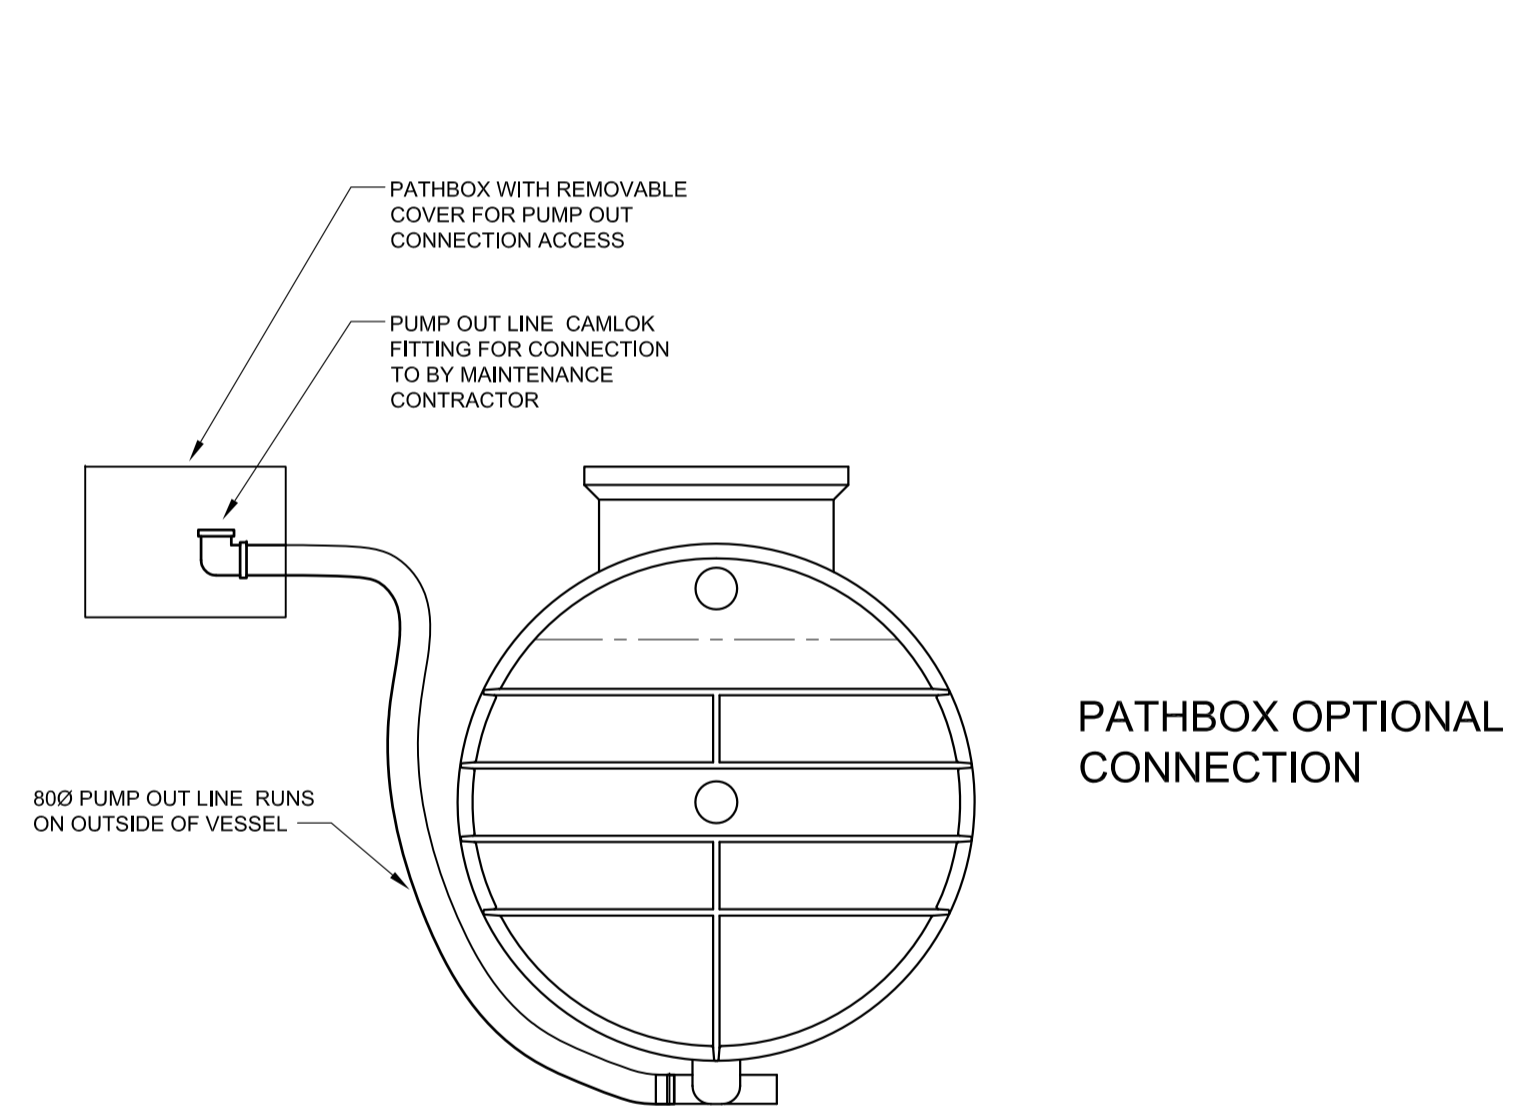 PATHBOX WITH REMOVABLE
COVER FOR PUMP OUT
CONNECTION ACCESS
PUMP OUT LINE CAMLOK
FITTING FOR CONNECTION
TO BY MAINTENANCE
CONTRACTOR
PATHBOX OPTIONAL
CONNECTION
80Ø PUMP OUT LINE RUNS
ON OUTSIDE OF VESSEL